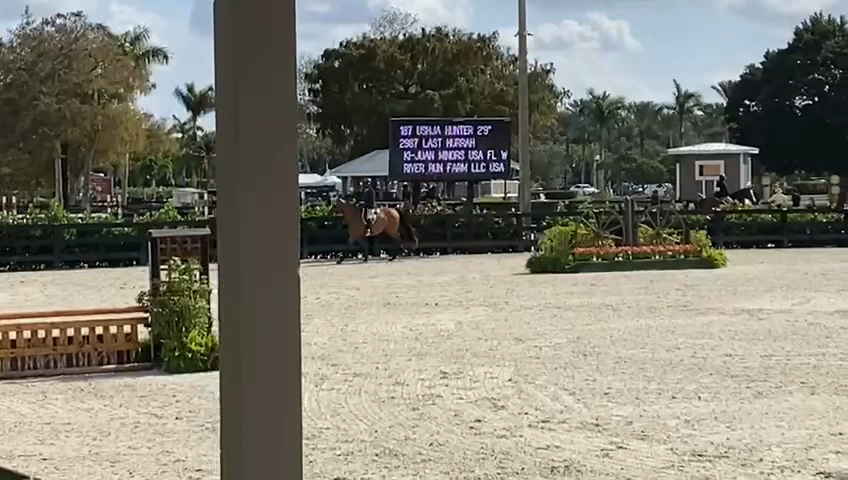 187 USHJA HUNTER 2'9"
2987 LAST HURRAH
KI-JUAN MINORS USA FL W
RIVER RUN FARM LLC USA